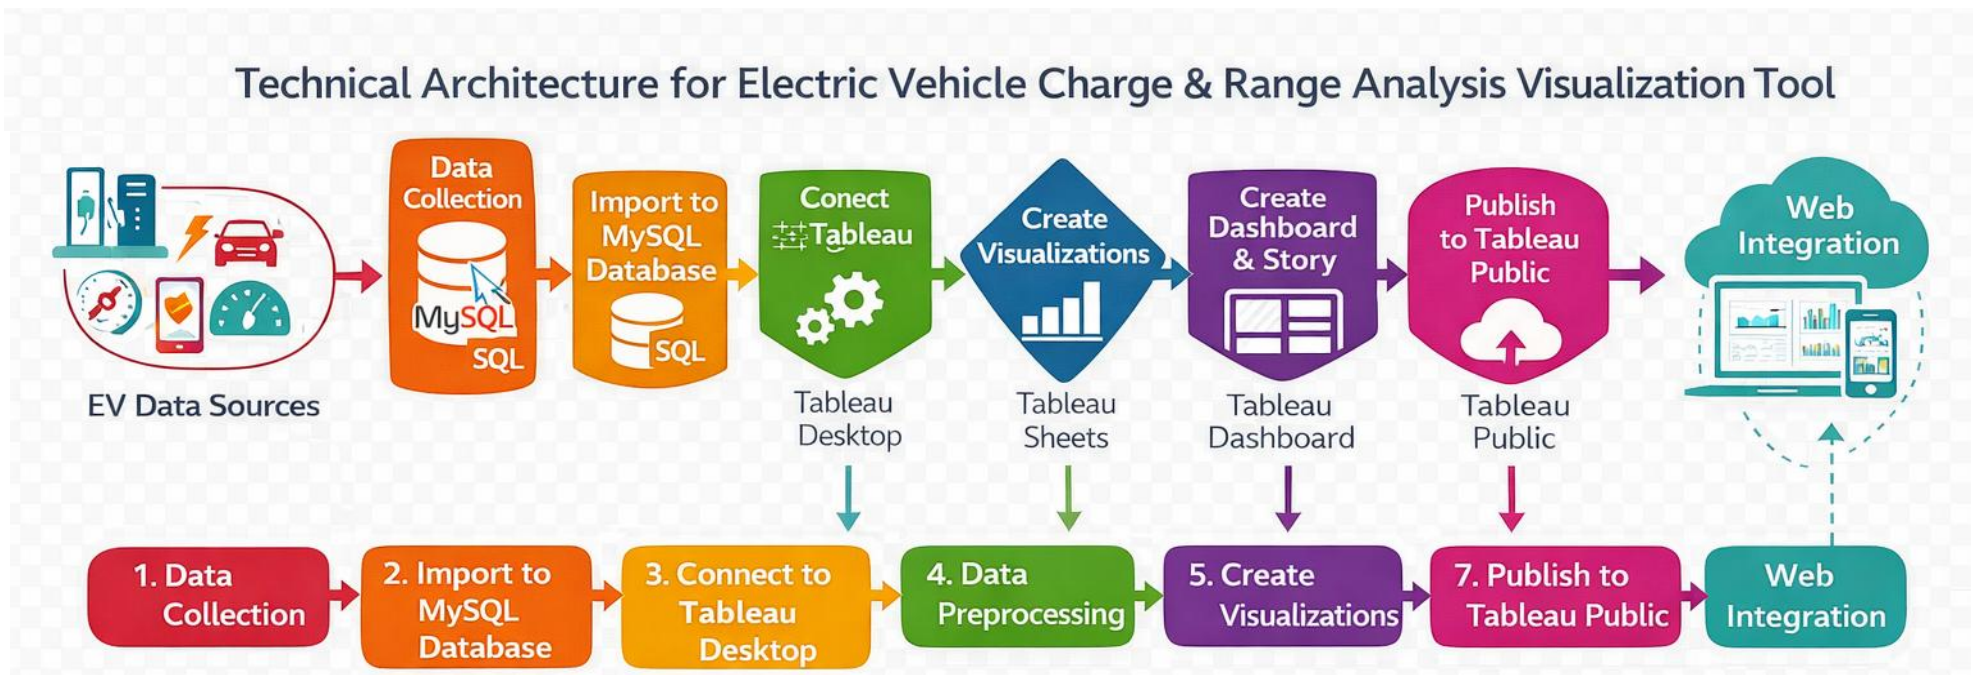 Technical Architecture for Electric Vehicle Charge & Range Analysis Visualization Tool
EV Data Sources
Data
Collection
MySQL
SQL
Import to
MySQL
Database
SQL
Conect
Tableau
Tableau
Desktop
Create
Visualizations
Tableau
Sheets
Create
Dashboard
& Story
Tableau
Dashboard
Publish
to Tableau
Public
Tableau
Public
Web
Integration
1. Data
Collection
2. Import to
MySQL
Database
3. Connect to
Tableau
Desktop
4. Data
Preprocessing
5. Create
Visualizations
7. Publish to
Tableau Public
Web
Integration